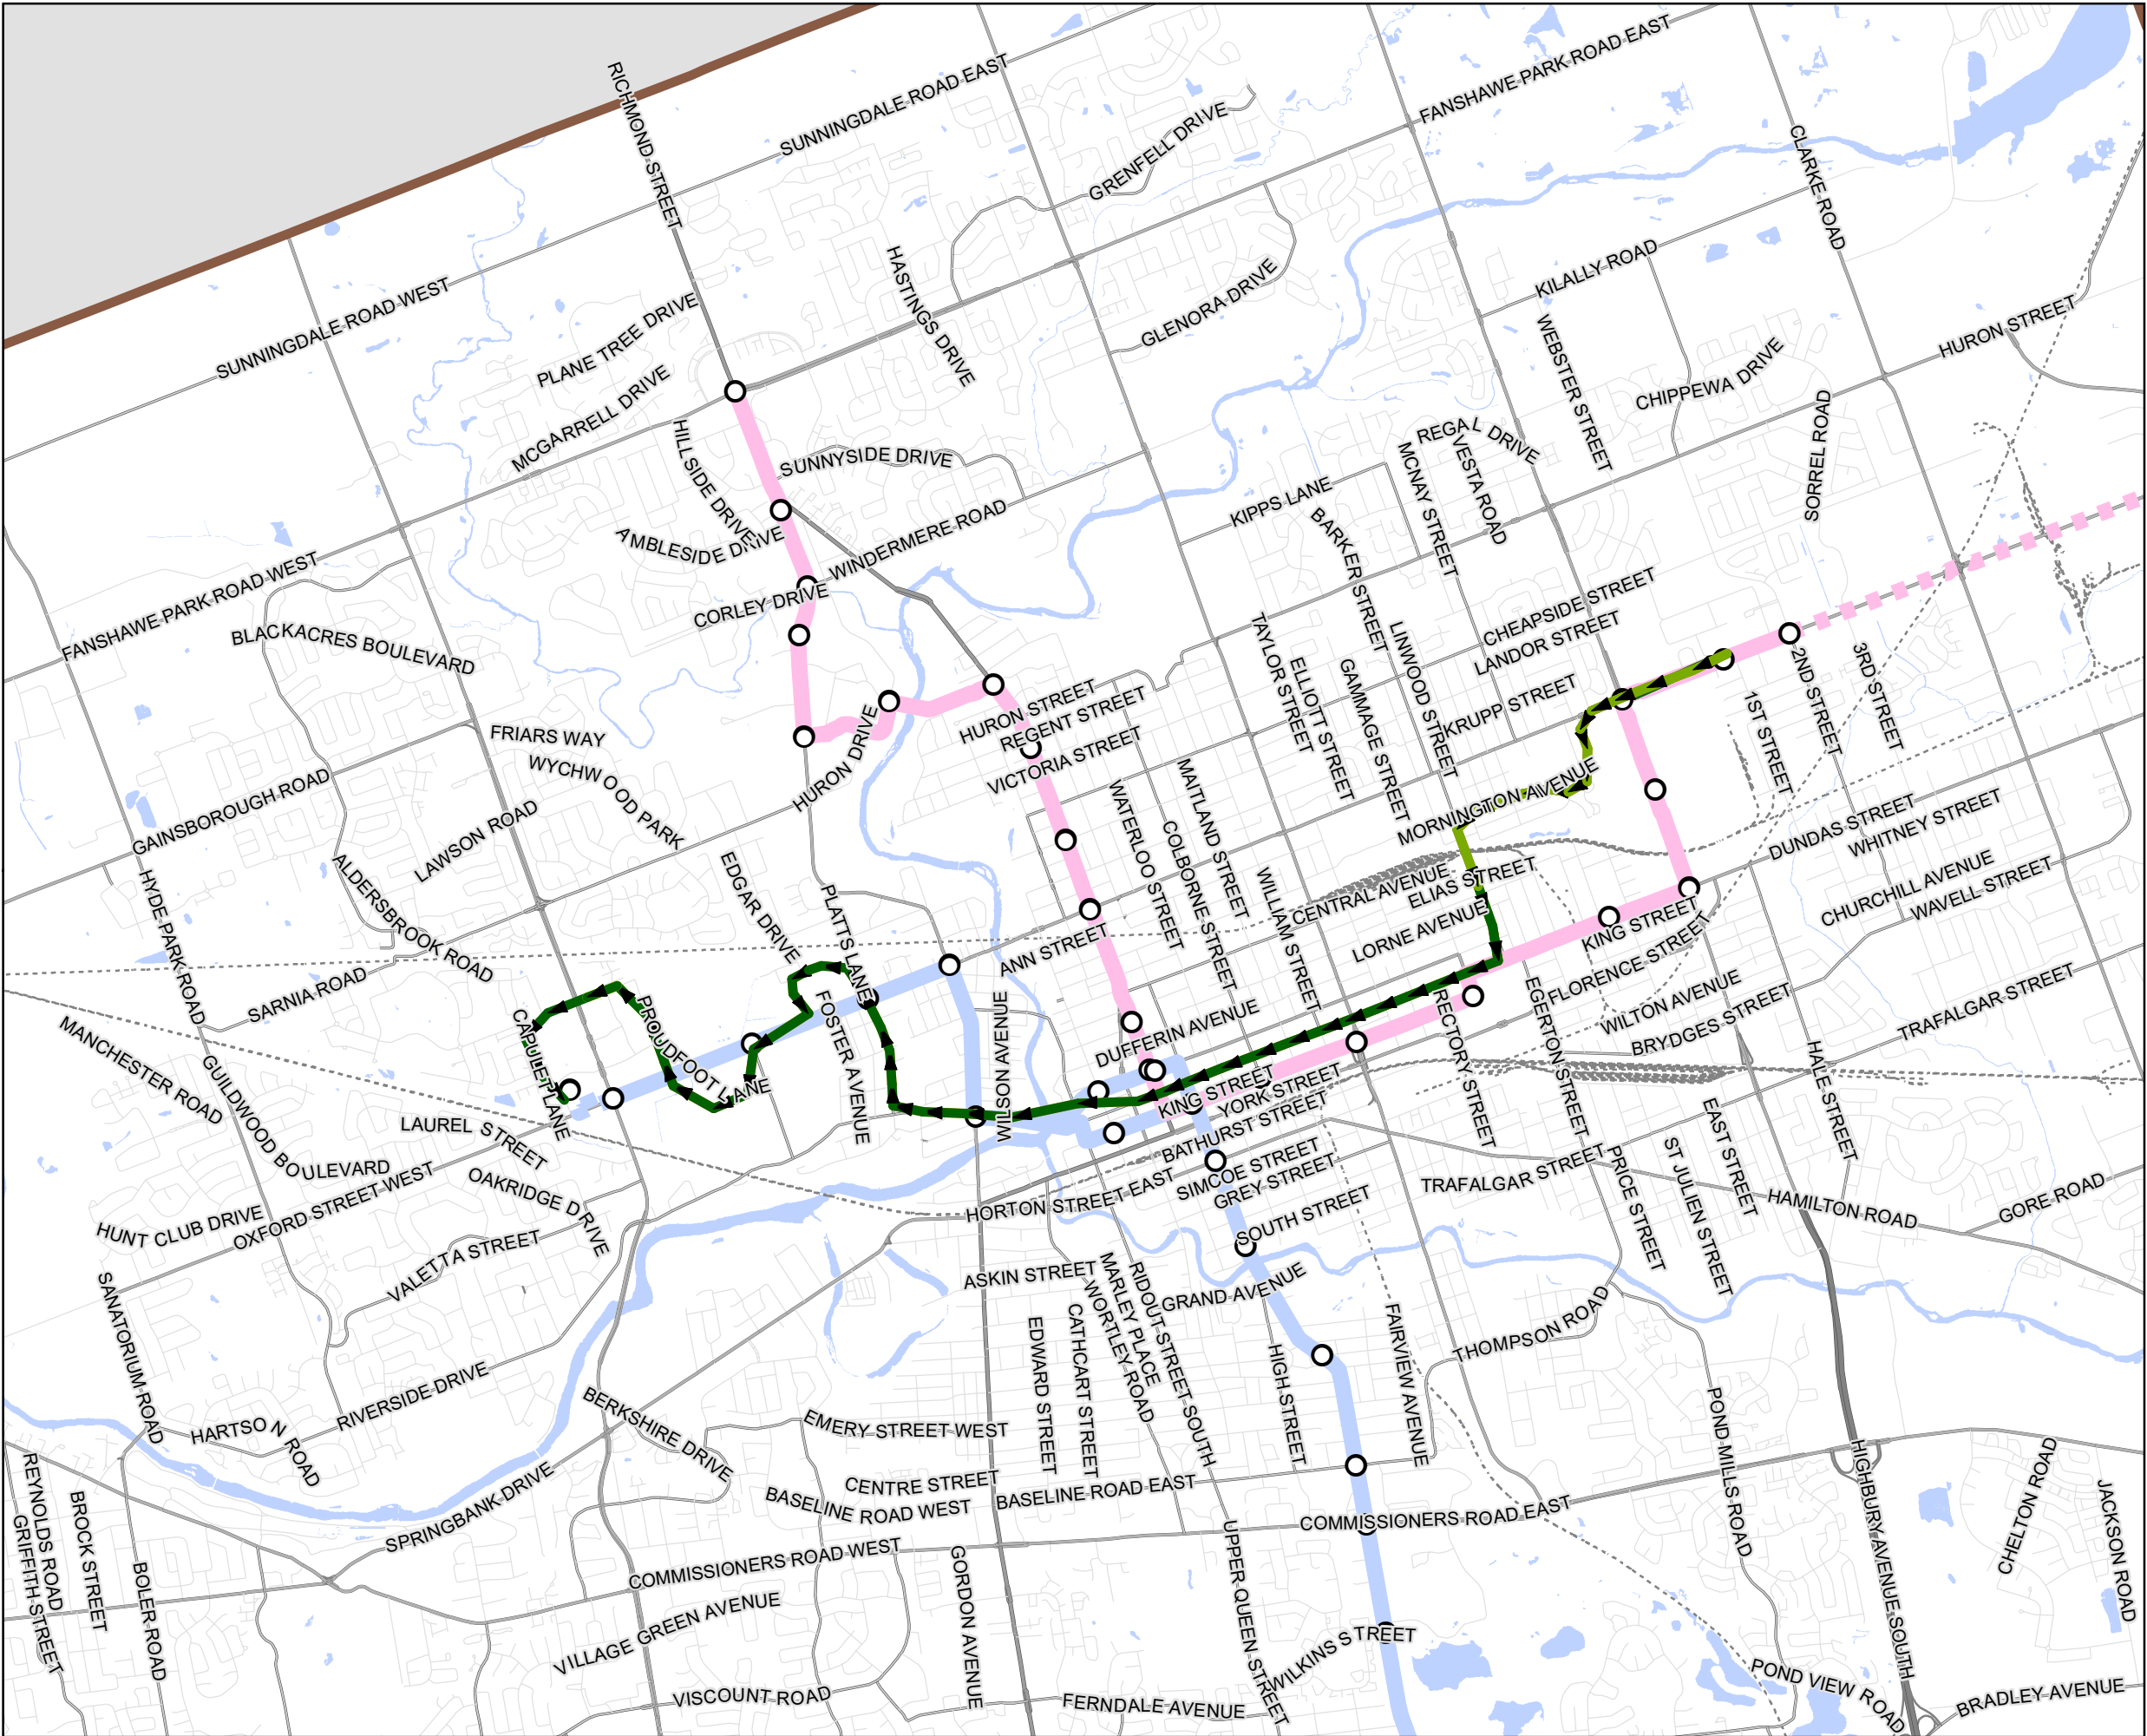 RICHMOND STREET
SUNNINGDALE ROAD EAST
FANSHAWE PARK ROAD EAST
GRENFELL DRIVE
CLARKE ROAD
SUNNINGDALE ROAD WEST
PLANE TREE DRIVE
HASTINGS DRIVE
GLENORA DRIVE
KILALLY ROAD
HURON STREET
MCGARRELL DRIVE
WEBSTER STREET
CHIPPEWA DRIVE
HILLSIDE DRIVE
SUNNYSIDE DRIVE
REGAL DRIVE
VESTA ROAD
MCNAY STREET
SORREL ROAD
KIPPS LANE
AMBLESIDE DRIVE
WINDERMERE ROAD
BARKER STREET
FANSHAWE PARK ROAD WEST
CORLEY DRIVE
CHEAPSIDE STREET
LANDOR STREET
BLACKACRES BOULEVARD
TAYLOR STREET
LINWOOD STREET
ELLIOTT STREET
GAMMAGE STREET
KRUPP STREET
2ND STREET
3RD STREET
1ST STREET
HURON STREET
REGENT STREET
VICTORIA STREET
FRIARS WAY
WYCHWOOD PARK
HURON DRIVE
GAINSBOROUGH ROAD
LAWSON ROAD
MORNINGTON AVENUE
WATERLOO STREET
MAITLAND STREET
COLBORNE STREET
WILLIAM STREET
DUNDAS STREET
WHITNEY STREET
CHURCHILL AVENUE
WAVELL STREET
CENTRAL AVENUE
ELIAS STREET
LORNE AVENUE
KING STREET
FLORENCE STREET
HYDE PARK ROAD
ALDERSBROOK ROAD
EDGAR DRIVE
PLATTS LANE
ANN STREET
SARNIA ROAD
EGERTON STREET
RECTORY STREET
WILTON AVENUE
BRYDGES STREET
TRAFALGAR STREET
MANCHESTER ROAD
CAPULET LANE
PROUDFOOT LANE
FOSTER AVENUE
WILSON AVENUE
DUFFERIN AVENUE
GUILDWOOD BOULEVARD
KING STREET
YORK STREET
BATHURST STREET
HALE STREET
EAST STREET
LAUREL STREET
OAKRIDGE DRIVE
SIMCOE STREET
GREY STREET
HORTON STREET EAST
TRAFALGAR STREET
PRICE STREET
ST JULIEN STREET
HAMILTON ROAD
GORE ROAD
HUNT CLUB DRIVE
OXFORD STREET WEST
SOUTH STREET
VALETTA STREET
SANATORIUM ROAD
ASKIN STREET
GRAND AVENUE
RIDOUT STREET SOUTH
MARLEY PLACE
WORTLEY ROAD
CATHCART STREET
EDWARD STREET
HIGH STREET
FAIRVIEW AVENUE
THOMPSON ROAD
RIVERSIDE DRIVE
HARTSON ROAD
BERKSHIRE DRIVE
EMERY STREET WEST
POND MILLS ROAD
HIGHBURY AVENUE SOUTH
CHELTON ROAD
JACKSON ROAD
REYNOLDS ROAD
GRIFFITH STREET
BROCK STREET
BOLER ROAD
SPRINGBANK DRIVE
CENTRE STREET
BASELINE ROAD WEST
BASELINE ROAD EAST
COMMISSIONERS ROAD EAST
COMMISSIONERS ROAD WEST
GORDON AVENUE
UPPER QUEEN STREET
VILLAGE GREEN AVENUE
WILKINS STREET
VISCOUNT ROAD
FERNDALE AVENUE
POND VIEW ROAD
BRADLEY AVENUE